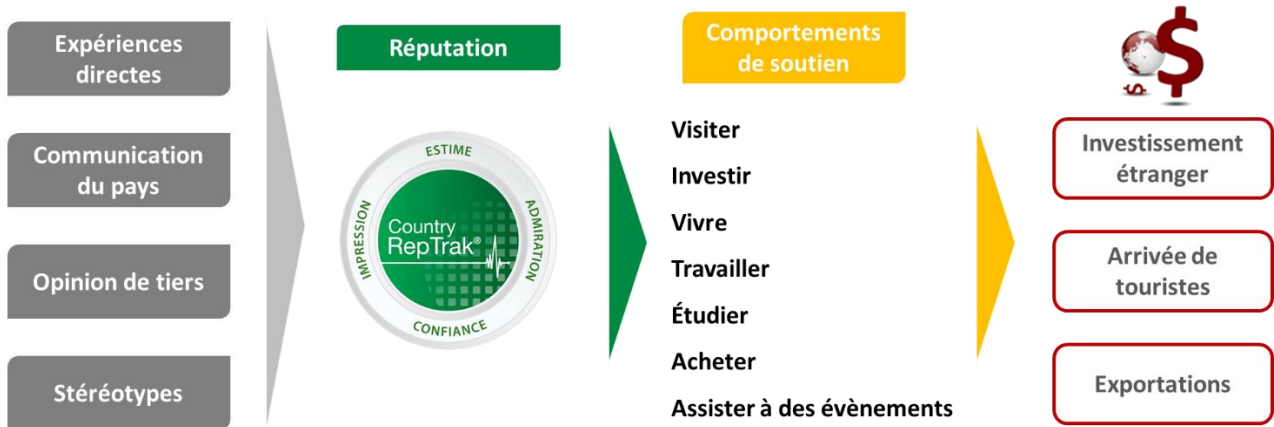 Expériences
directes
Communication
du pays
Opinion de tiers
Stéréotypes
Réputation
ESTIME
IMPRESSION
ADMIRATION
CONFIANCE
Country
RepTrak®
Comportements
de soutien
Visiter
Investir
Vivre
Travailler
Étudier
Acheter
Assister à des évènements
$
$
Investissement
étranger
Arrivée de
touristes
Exportations